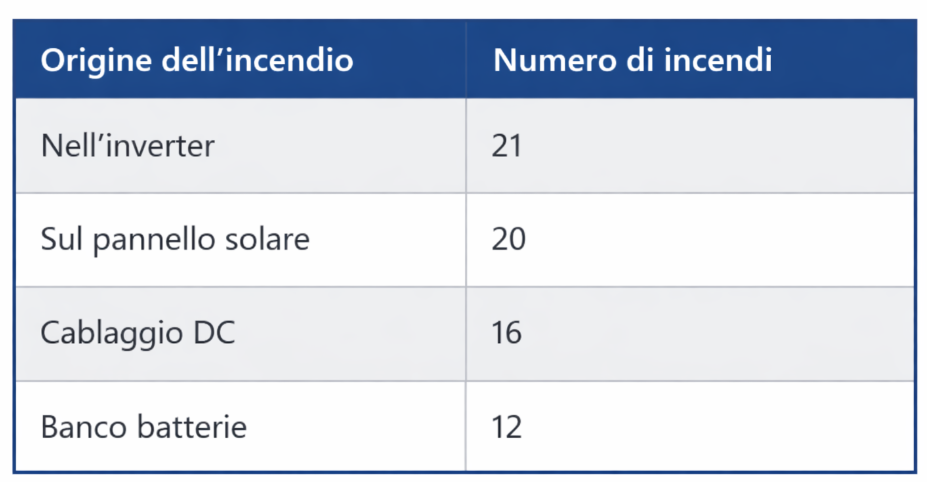 Origine dell’incendio Numero di incendi
Nell’inverter 21
Sul pannello solare 20
Cablaggio DC 16
Banco batterie 12